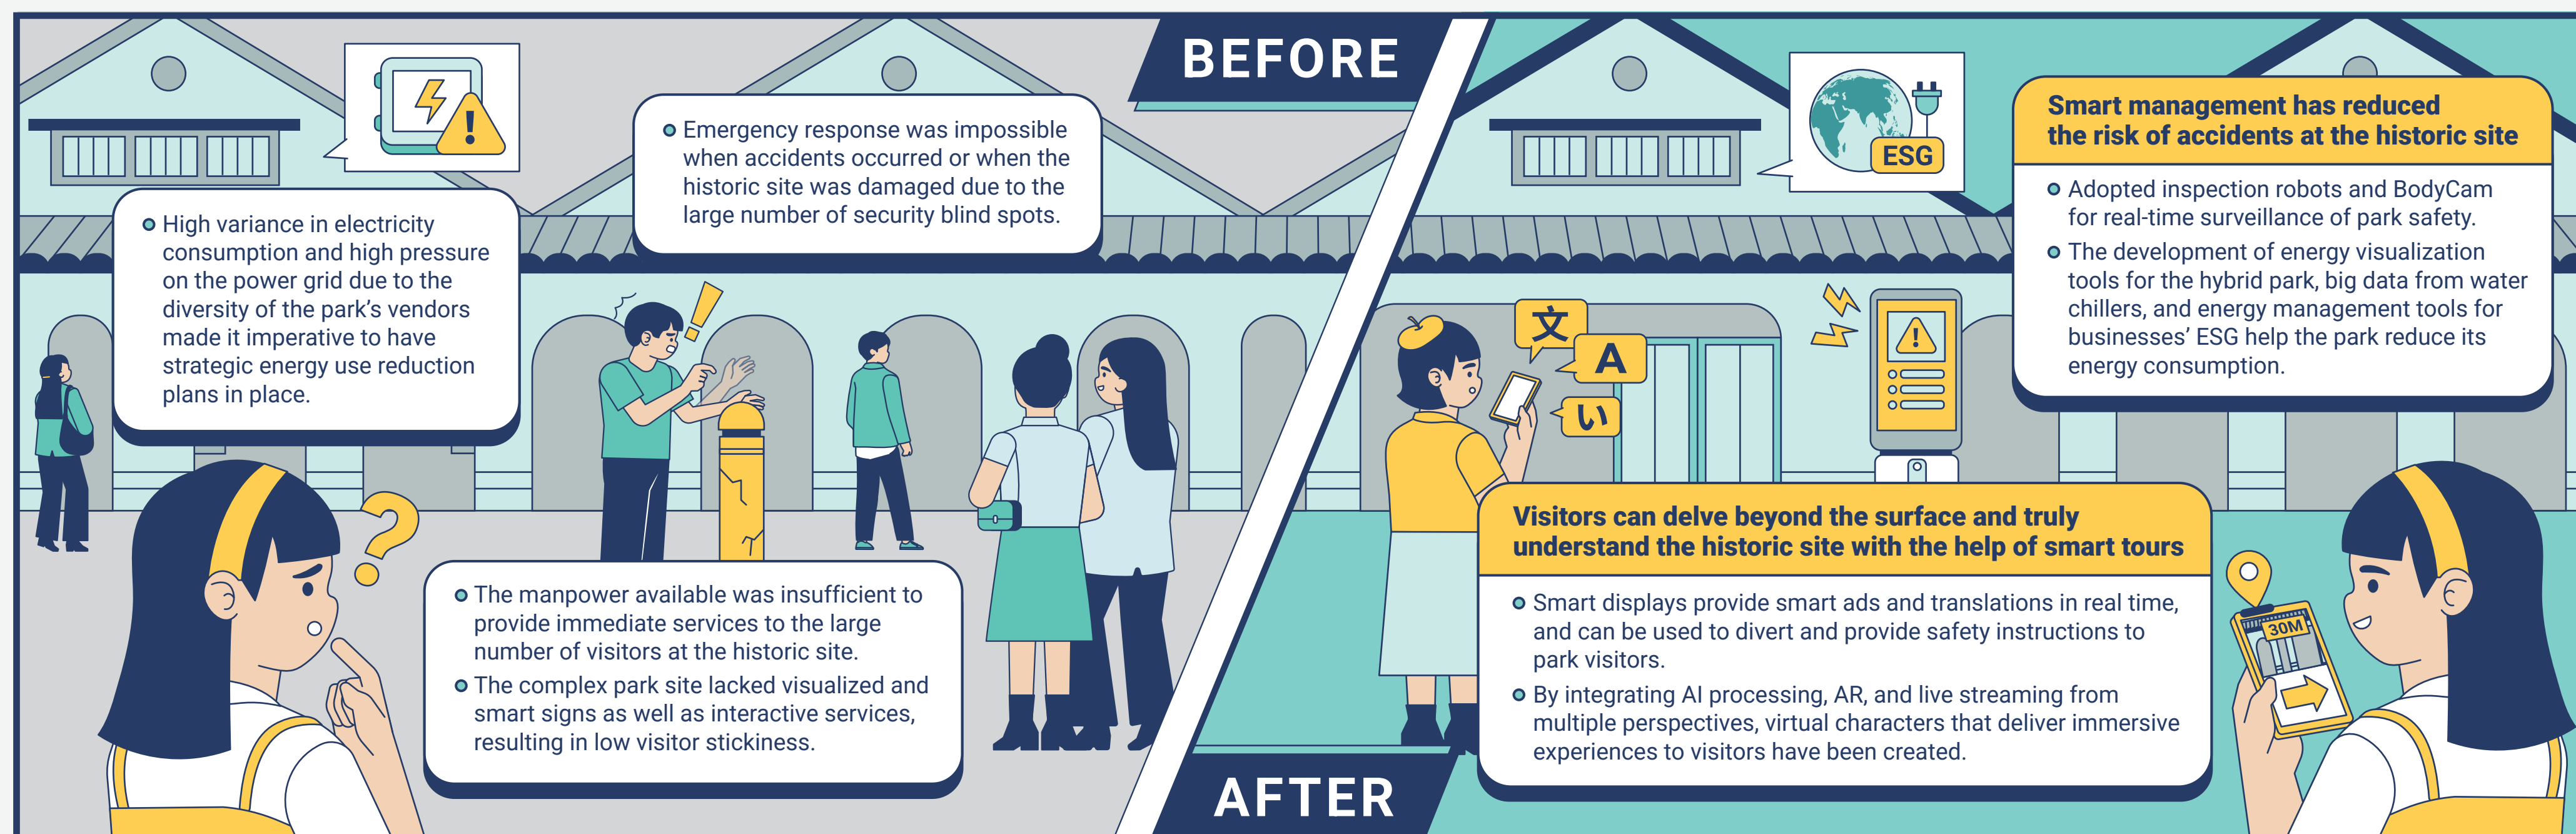 BEFORE
High variance in electricity
consumption and high pressure
on the power grid due to the
diversity of the park’s vendors
made it imperative to have
strategic energy use reduction
plans in place.
Emergency response was impossible
when accidents occurred or when the
historic site was damaged due to the
large number of security blind spots.
The manpower available was insufficient to
provide immediate services to the large
number of visitors at the historic site.
The complex park site lacked visualized and
smart signs as well as interactive services,
resulting in low visitor stickiness.
AFTER
ESG
Smart management has reduced
the risk of accidents at the historic site
Adopted inspection robots and BodyCam
for real-time surveillance of park safety.
The development of energy visualization
tools for the hybrid park, big data from water
chillers, and energy management tools for
businesses’ ESG help the park reduce its
energy consumption.
文
A
い
Visitors can delve beyond the surface and truly
understand the historic site with the help of smart tours
Smart displays provide smart ads and translations in real time,
and can be used to divert and provide safety instructions to
park visitors.
By integrating AI processing, AR, and live streaming from
multiple perspectives, virtual characters that deliver immersive
experiences to visitors have been created.
30M